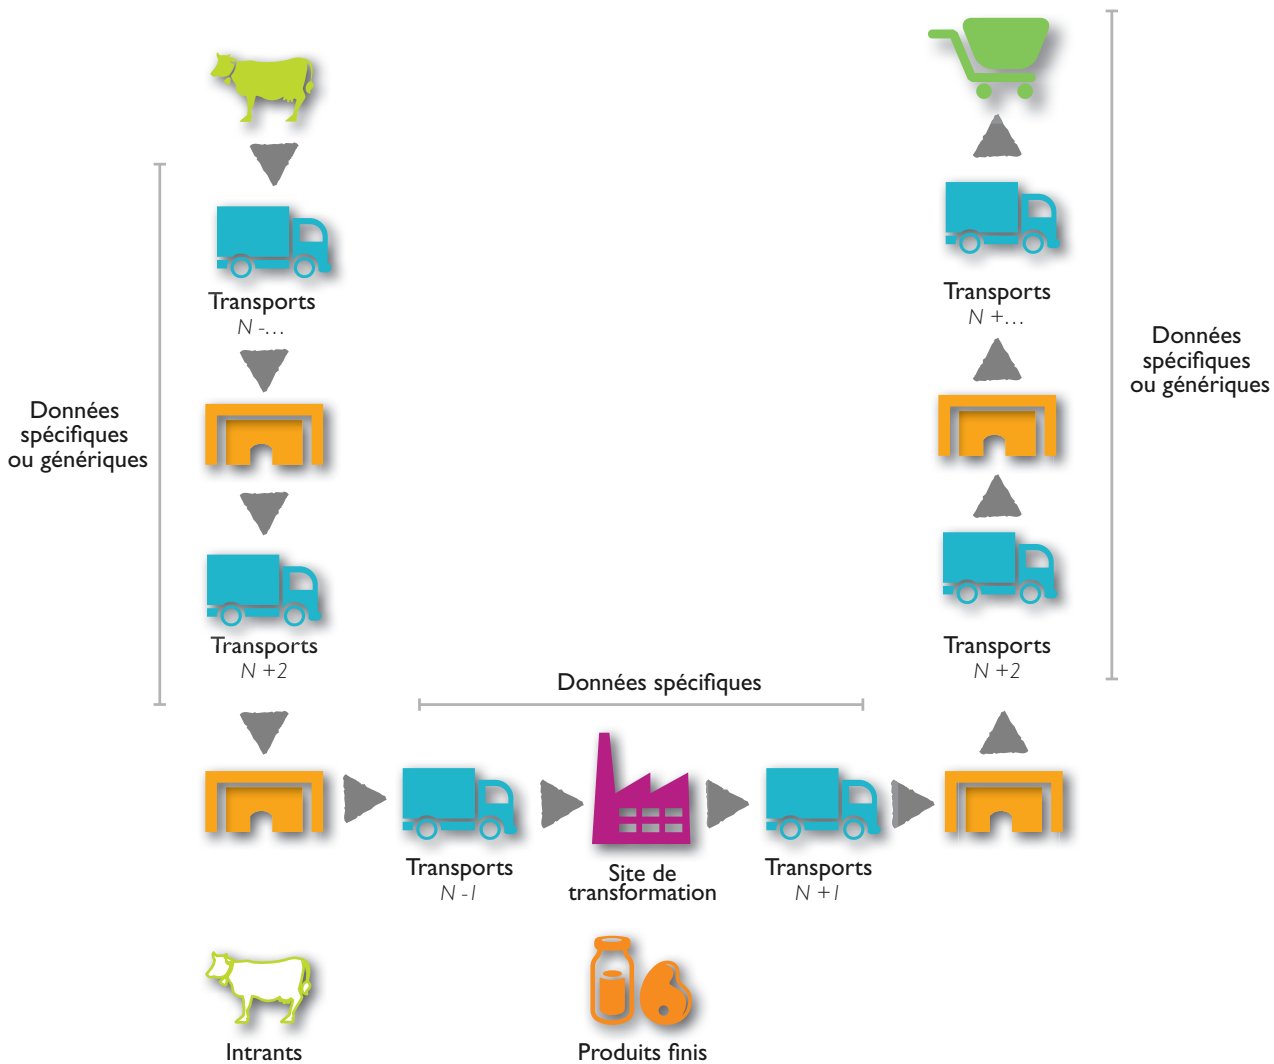 Transports
N -...
Données
spécifiques
ou génériques
Transports
N +2
Données spécifiques
Transports
N -1
Site de
transformation
Transports
N +1
Transports
N +...
Données
spécifiques
ou génériques
Transports
N +2
Intrants
Produits finis